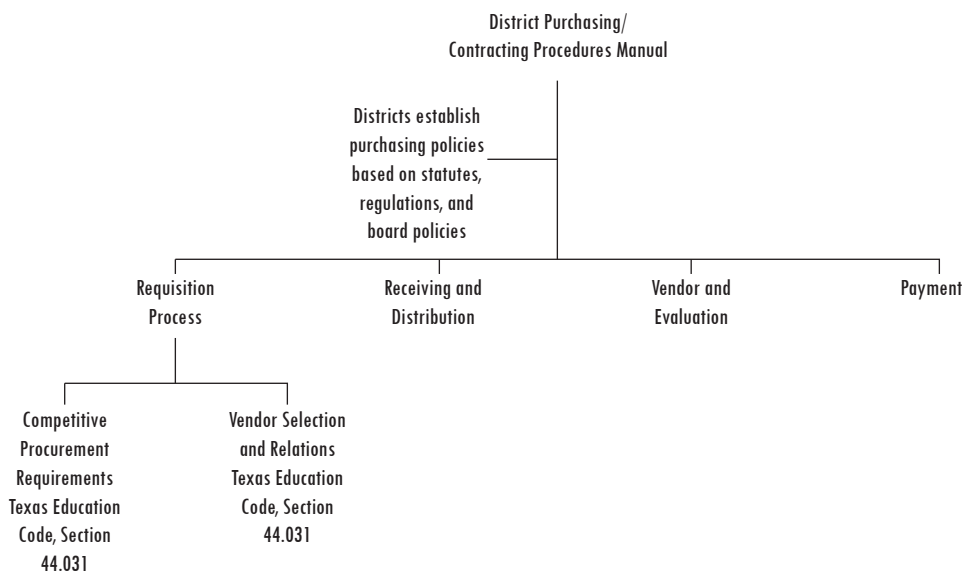 District Purchasing/
Contracting Procedures Manual
Districts establish
purchasing policies
based on statutes,
regulations, and
board policies
Requisition
Process
Receiving and
Distribution
Vendor and
Evaluation
Payment
Competitive
Procurement
Requirements
Texas Education
Code, Section
44.031
Vendor Selection
and Relations
Texas Education
Code, Section
44.031